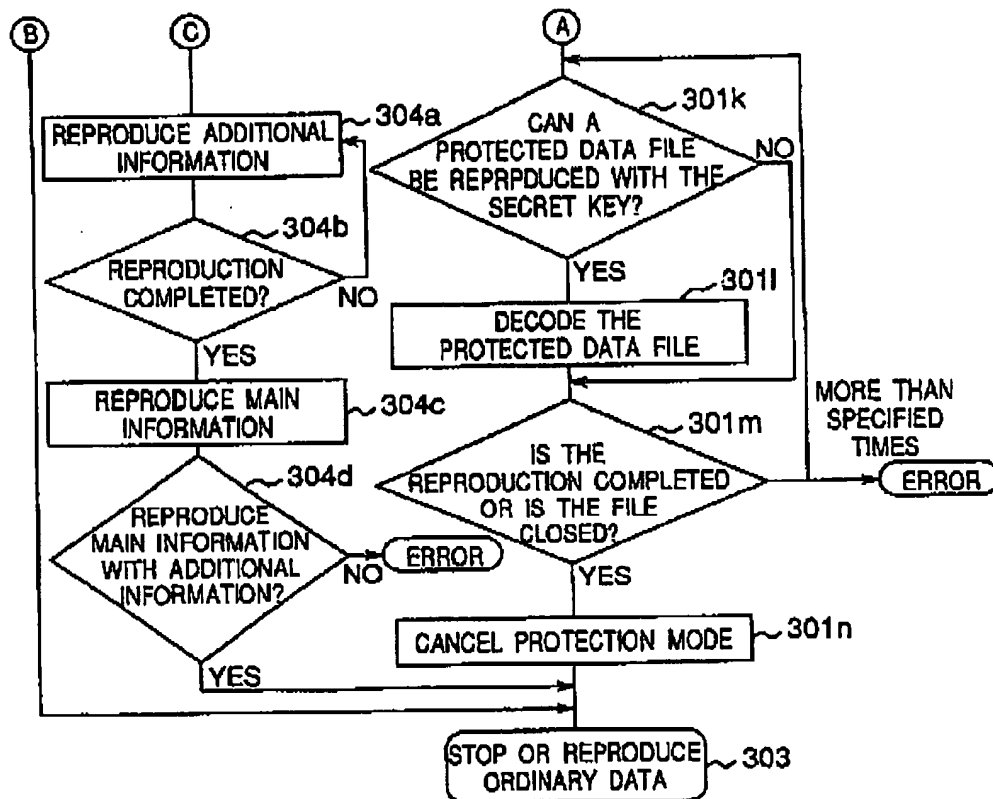 B
C
A
304a
REPRODUCE ADDITIONAL
INFORMATION
304b
REPRODUCTION
COMPLETED?
NO
YES
REPRODUCE MAIN
INFORMATION
304c
304d
REPRODUCE
MAIN INFORMATION
WITH ADDITIONAL
INFORMATION?
NO
ERROR
YES
301k
CAN A
PROTECTED DATA FILE
BE REPRPDUCED WITH THE
SECRET KEY?
NO
YES
301l
DECODE THE
PROTECTED DATA FILE
301m
IS THE
REPRODUCTION COMPLETED
OR IS THE FILE
CLOSED?
MORE THAN
SPECIFIED
TIMES
ERROR
YES
CANCEL PROTECTION MODE
301n
STOP OR REPRODUCE
ORDINARY DATA
303